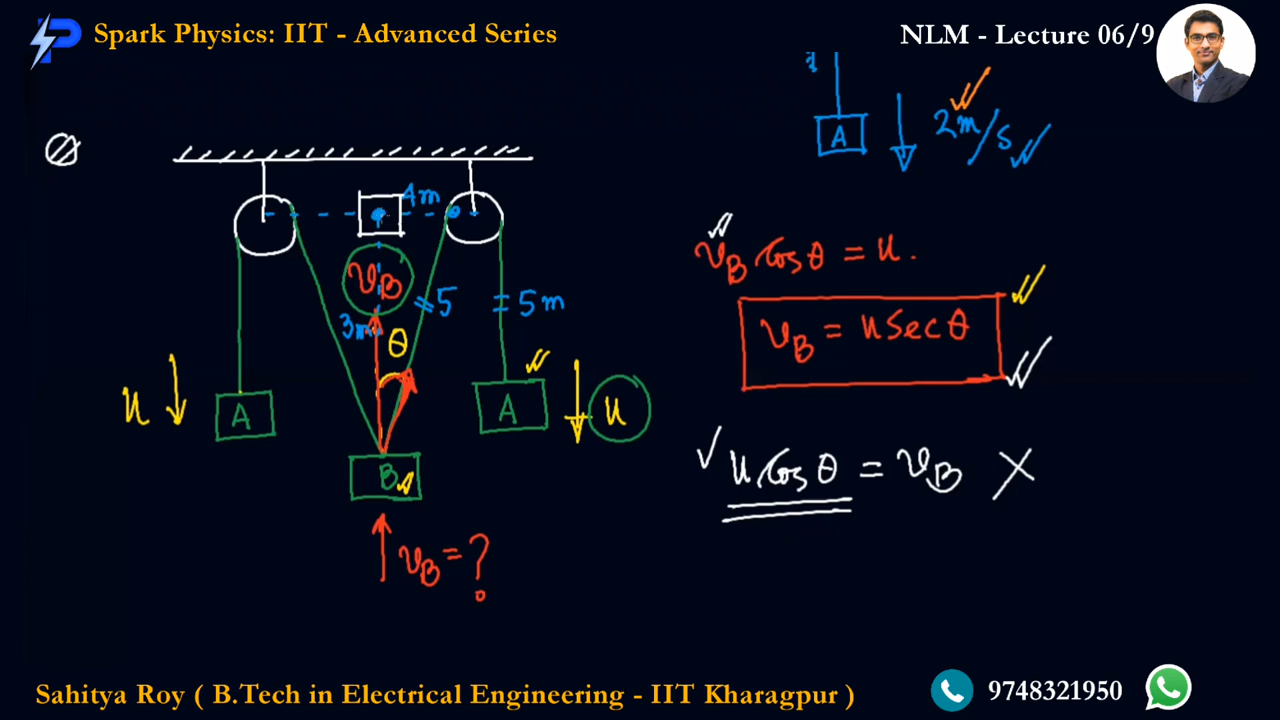 Spark Physics: IIT - Advanced Series
NLM - Lecture 06/9
A
2m/s
4m
v_B cosθ = u.
v_B
= 5
= 5m
3m
θ
v_B = u secθ
u
A
A
u
B
u cosθ = v_B
v_B = ?
Sahitya Roy ( B.Tech in Electrical Engineering - IIT Kharagpur )
9748321950